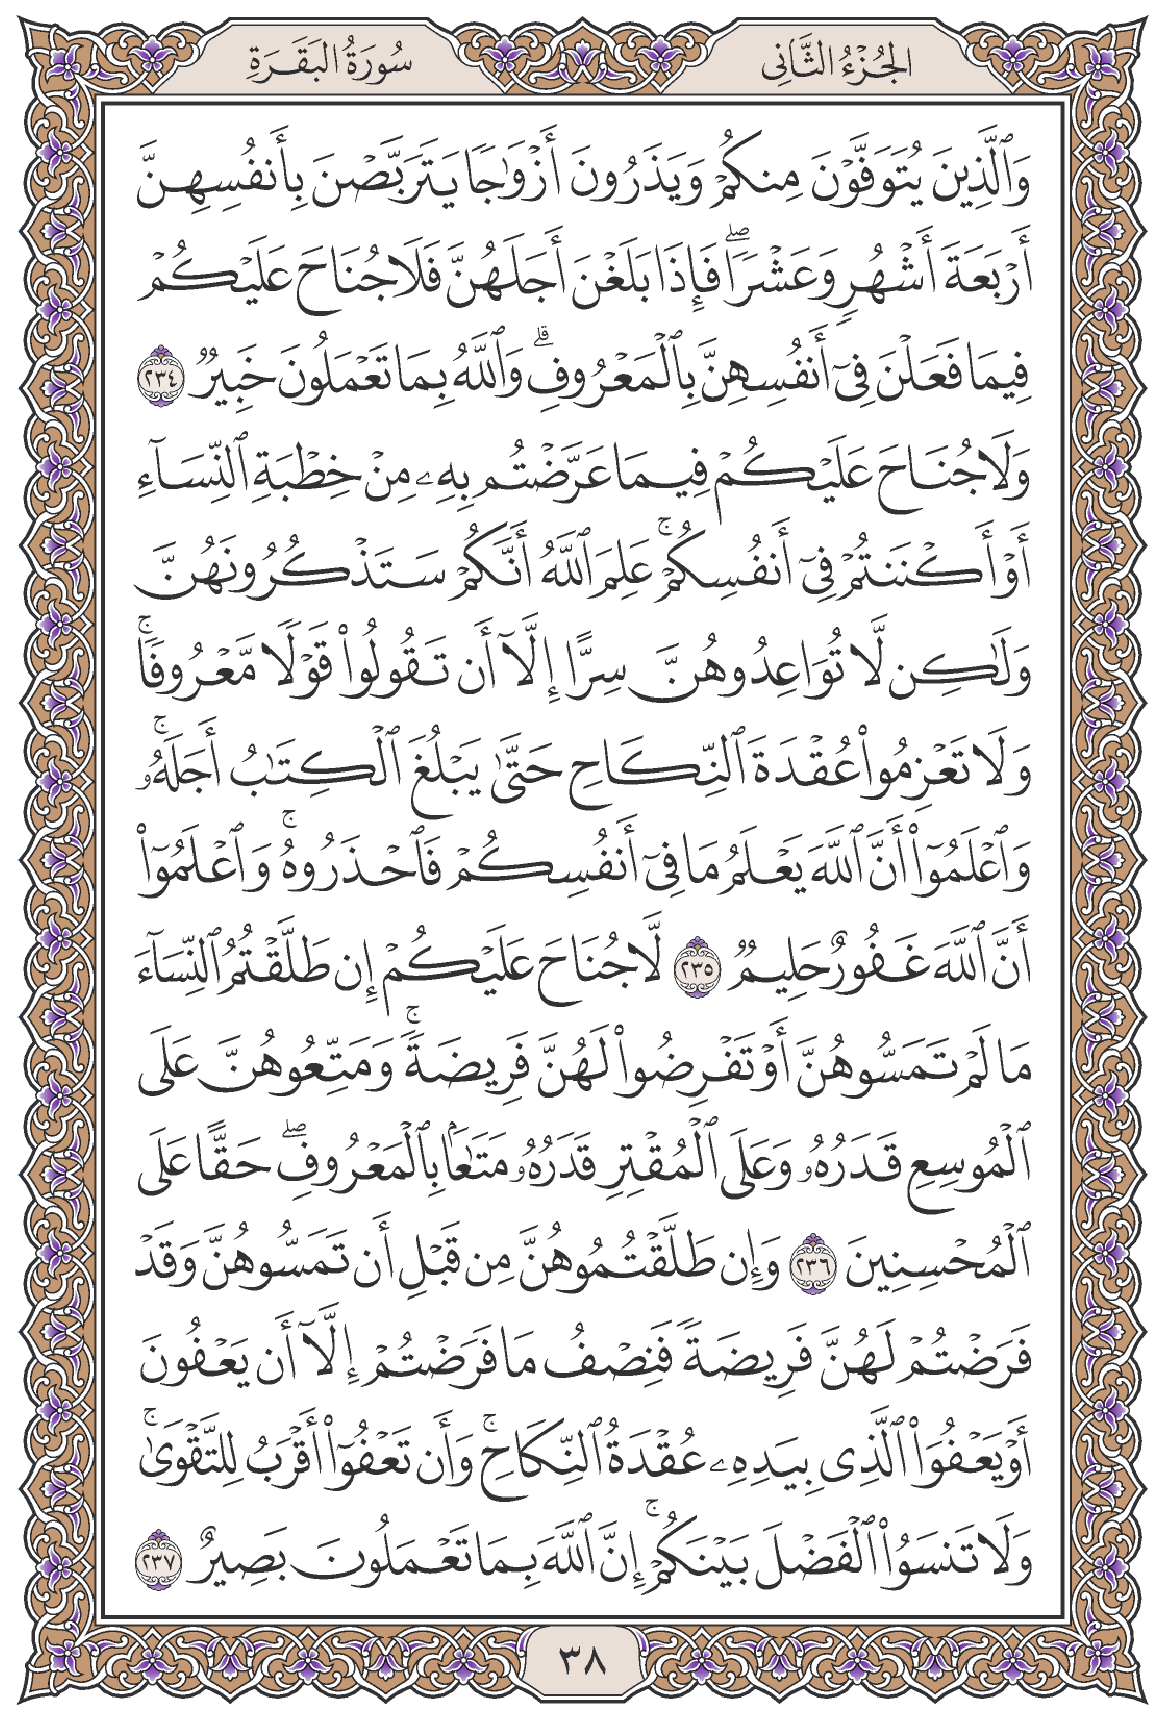 الجُزْءُ الثَّانِي
سُورَةُ البَقَرَةِ
وَٱلَّذِينَ يُتَوَفَّوْنَ مِنكُمْ وَيَذَرُونَ أَزْوَٰجًا يَتَرَبَّصْنَ بِأَنفُسِهِنَّ
أَرْبَعَةَ أَشْهُرٍ وَعَشْرًاۖ فَإِذَا بَلَغْنَ أَجَلَهُنَّ فَلَا جُنَاحَ عَلَيْكُمْ
فِيمَا فَعَلْنَ فِىٓ أَنفُسِهِنَّ بِٱلْمَعْرُوفِۗ وَٱللَّهُ بِمَا تَعْمَلُونَ خَبِيرٌ ٢٣٤
وَلَا جُنَاحَ عَلَيْكُمْ فِيمَا عَرَّضْتُم بِهِۦ مِنْ خِطْبَةِ ٱلنِّسَآءِ
أَوْ أَكْنَنتُمْ فِىٓ أَنفُسِكُمْۚ عَلِمَ ٱللَّهُ أَنَّكُمْ سَتَذْكُرُونَهُنَّ
وَلَٰكِن لَّا تُوَاعِدُوهُنَّ سِرًّا إِلَّآ أَن تَقُولُوا۟ قَوْلًا مَّعْرُوفًاۚ
وَلَا تَعْزِمُوا۟ عُقْدَةَ ٱلنِّكَاحِ حَتَّىٰ يَبْلُغَ ٱلْكِتَٰبُ أَجَلَهُۥۚ
وَٱعْلَمُوٓا۟ أَنَّ ٱللَّهَ يَعْلَمُ مَا فِىٓ أَنفُسِكُمْ فَٱحْذَرُوهُۚ وَٱعْلَمُوٓا۟
أَنَّ ٱللَّهَ غَفُورٌ حَلِيمٌ ٢٣٥ لَّا جُنَاحَ عَلَيْكُمْ إِن طَلَّقْتُمُ ٱلنِّسَآءَ
مَا لَمْ تَمَسُّوهُنَّ أَوْ تَفْرِضُوا۟ لَهُنَّ فَرِيضَةًۚ وَمَتِّعُوهُنَّ عَلَى
ٱلْمُوسِعِ قَدَرُهُۥ وَعَلَى ٱلْمُقْتِرِ قَدَرُهُۥ مَتَٰعًۢا بِٱلْمَعْرُوفِۖ حَقًّا عَلَى
ٱلْمُحْسِنِينَ ٢٣٦ وَإِن طَلَّقْتُمُوهُنَّ مِن قَبْلِ أَن تَمَسُّوهُنَّ وَقَدْ
فَرَضْتُمْ لَهُنَّ فَرِيضَةً فَنِصْفُ مَا فَرَضْتُمْ إِلَّآ أَن يَعْفُونَ
أَوْ يَعْفُوَا۟ ٱلَّذِى بِيَدِهِۦ عُقْدَةُ ٱلنِّكَاحِۚ وَأَن تَعْفُوٓا۟ أَقْرَبُ لِلتَّقْوَىٰۚ
وَلَا تَنسَوُا۟ ٱلْفَضْلَ بَيْنَكُمْۚ إِنَّ ٱللَّهَ بِمَا تَعْمَلُونَ بَصِيرٌ ٢٣٧
٣٨